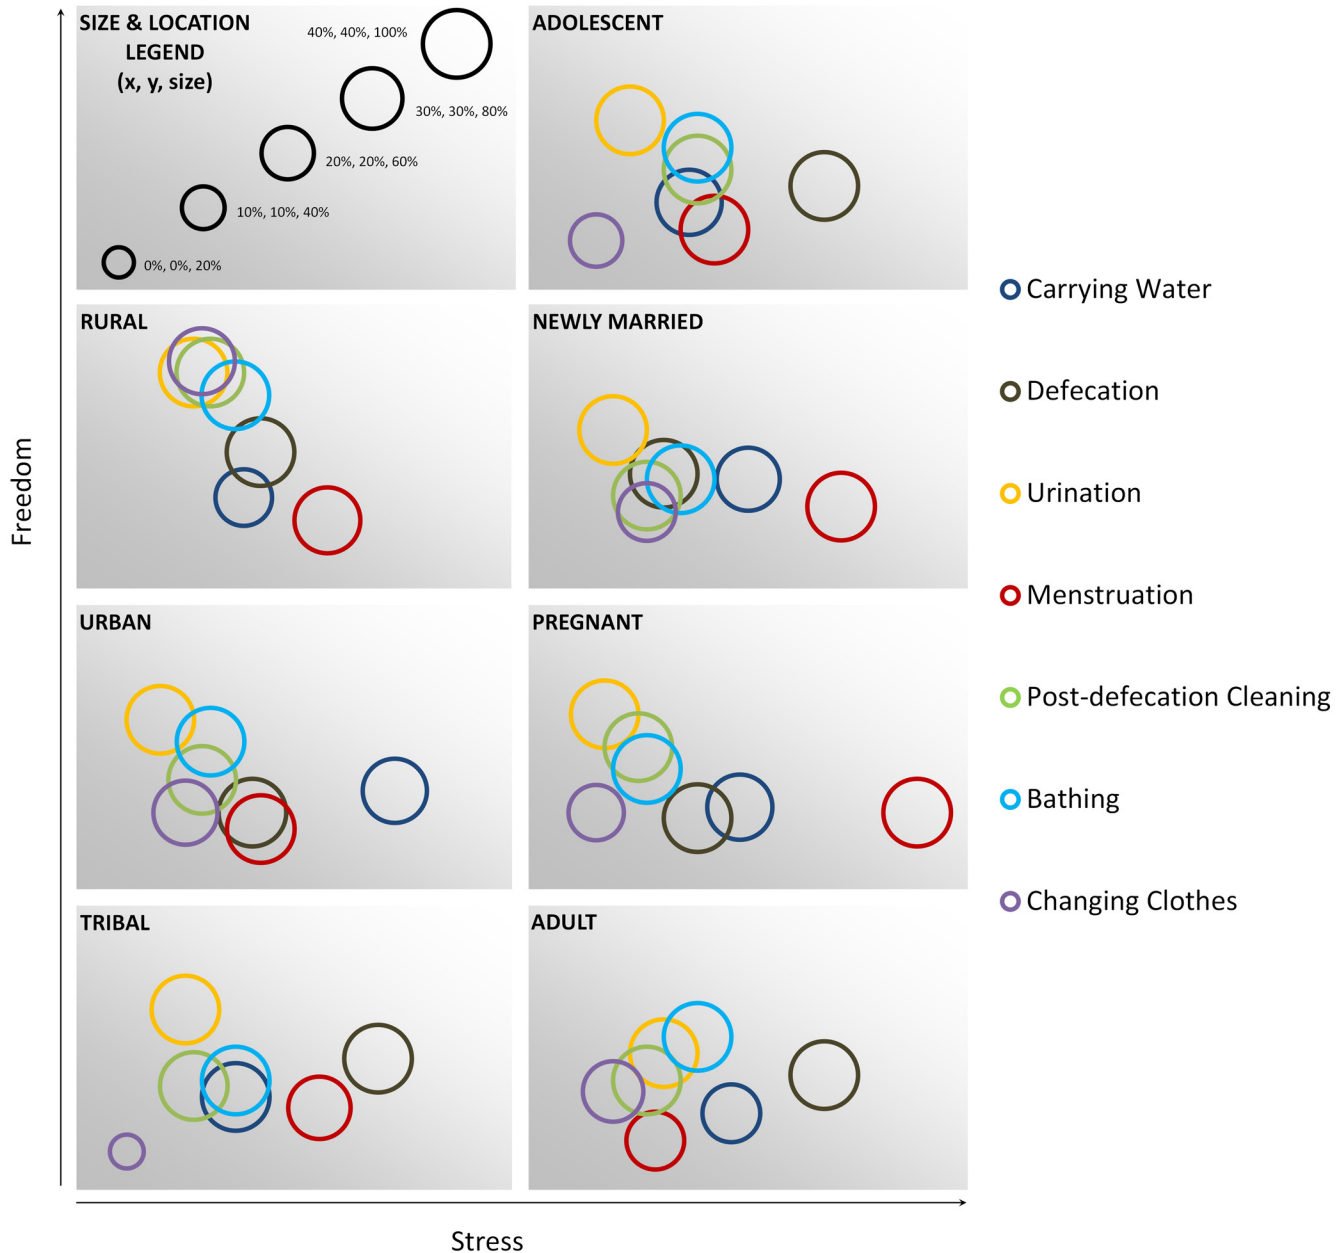 SIZE & LOCATION
LEGEND
(x, y, size)
40%, 40%, 100%
30%, 30%, 80%
20%, 20%, 60%
10%, 10%, 40%
0%, 0%, 20%
ADOLESCENT
RURAL
NEWLY MARRIED
URBAN
PREGNANT
TRIBAL
ADULT
Freedom
Stress
Carrying Water
Defecation
Urination
Menstruation
Post-defecation Cleaning
Bathing
Changing Clothes